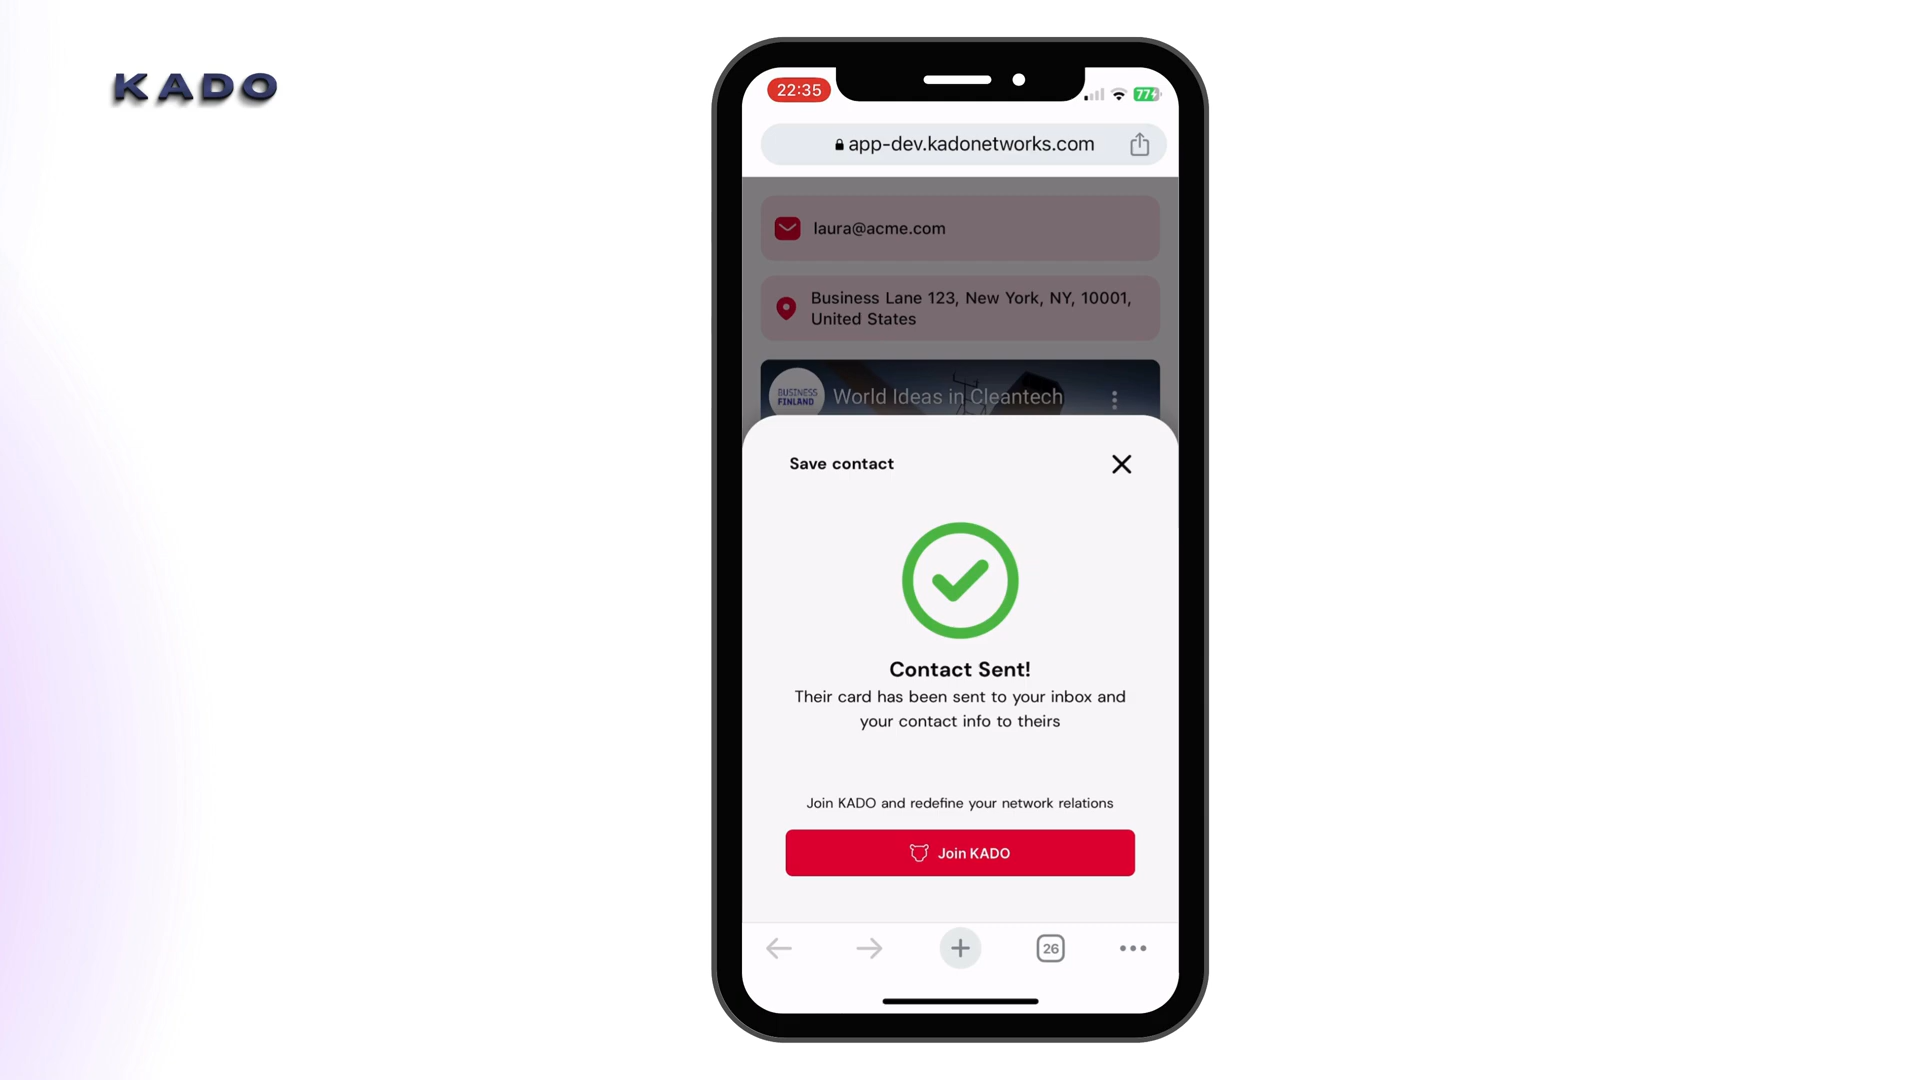 KADO
22:35
77
app-dev.kadonetworks.com
laura@acme.com
Business Lane 123, New York, NY, 10001,
United States
BUSINESS
FINLAND
World Ideas in Cleantech
Save contact
Contact Sent!
Their card has been sent to your inbox and
your contact info to theirs
Join KADO and redefine your network relations
Join KADO
26